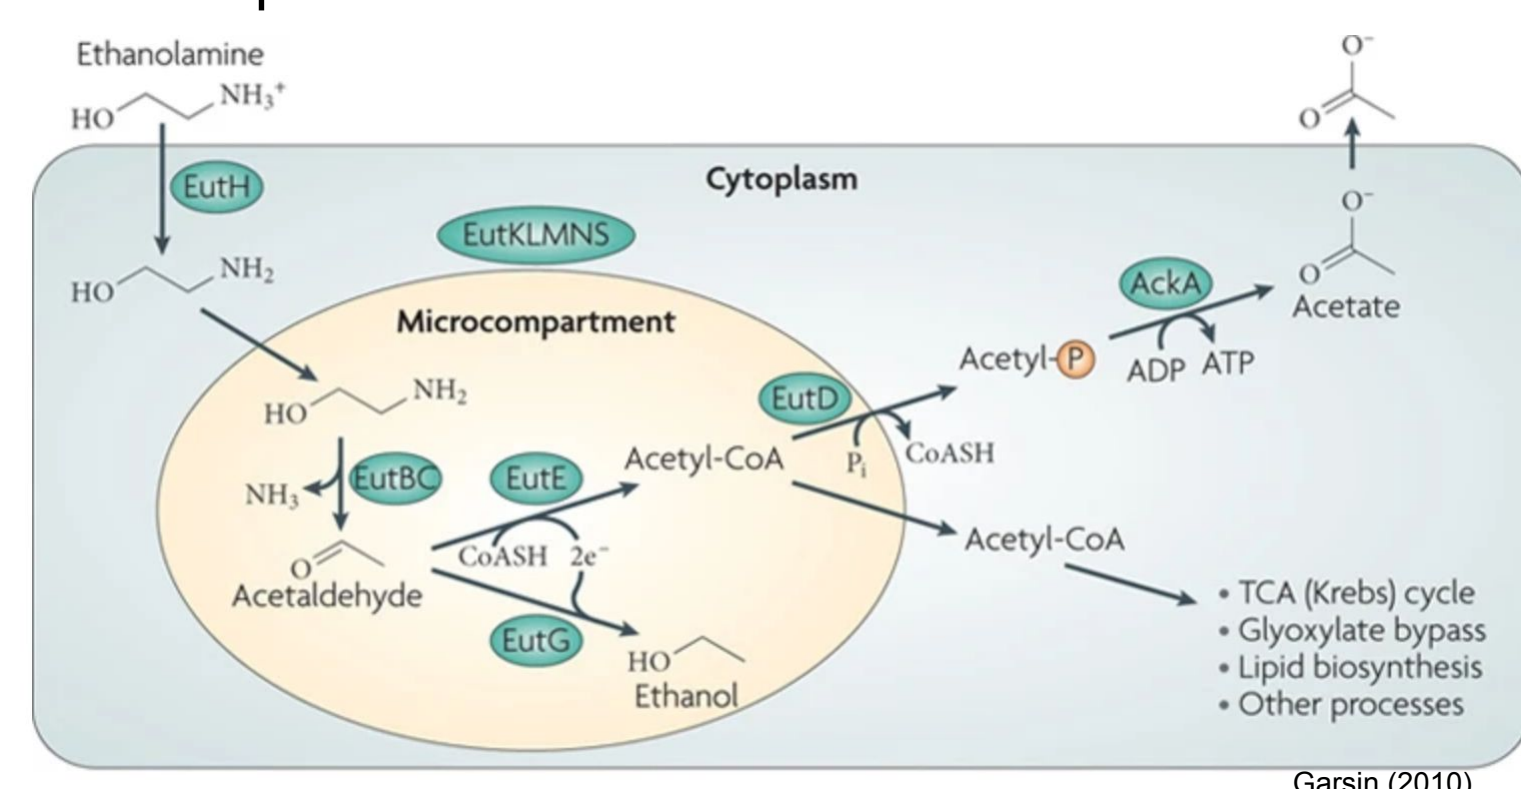 Ethanolamine
HO NH₃⁺
EutH
Cytoplasm
EutKLMNS
HO NH₂
Microcompartment
HO NH₂
NH₃
EutBC
EutE
Acetyl-CoA
EutD
Pᵢ
CoASH
Acetyl-P
AckA
ADP ATP
O⁻
O
O⁻
O
Acetate
CoASH 2e⁻
O
Acetaldehyde
EutG
HO
Ethanol
Acetyl-CoA
• TCA (Krebs) cycle
• Glyoxylate bypass
• Lipid biosynthesis
• Other processes
Garsin (2010)